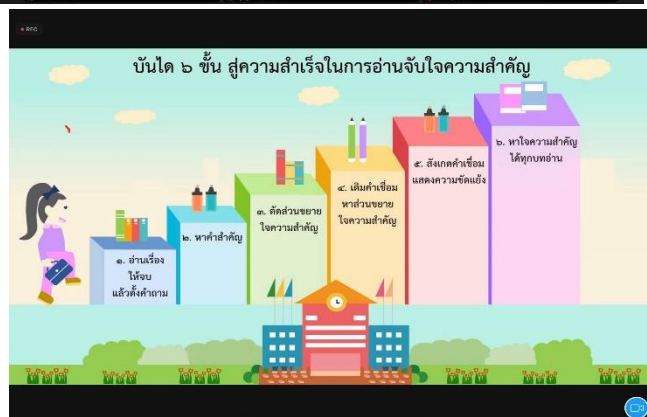 REC
บันได ๖ ขั้น สู่ความสำเร็จในการอ่านจับใจความสำคัญ
๑. อ่านเรื่อง
ให้จบ
แล้วตั้งคำถาม
๒. หาคำสำคัญ
๓. ตัดส่วนขยาย
ใจความสำคัญ
๔. เติมคำเชื่อม
หาส่วนขยาย
ใจความสำคัญ
๕. สังเกตคำเชื่อม
แสดงความขัดแย้ง
๖. หาใจความสำคัญ
ได้ทุกบทอ่าน